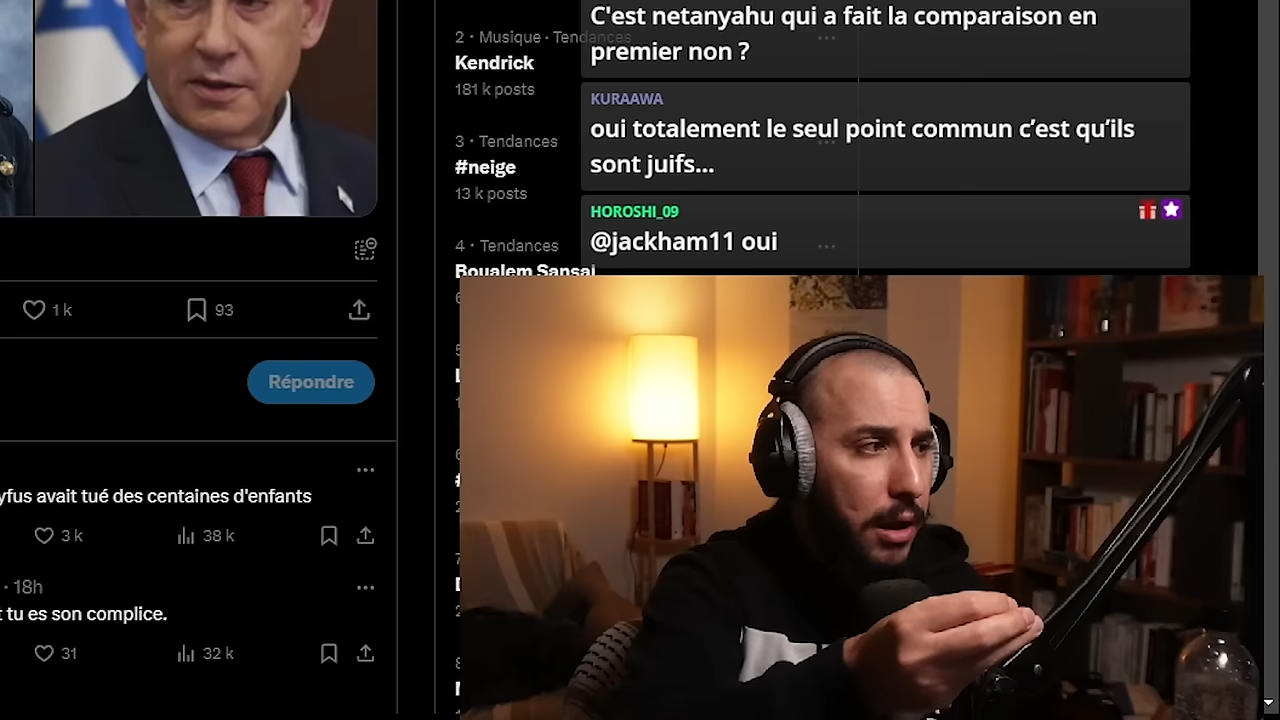 C'est netanyahu qui a fait la comparaison en
premier non ?
2 · Musique · Tendances
Kendrick
181 k posts
KURAAWA
oui totalement le seul point commun c’est qu’ils
sont juifs...
3 · Tendances
#neige
13 k posts
HOROSHI_09
@jackham11 oui
4 · Tendances
Boualem Sansal
1 k
93
Répondre
yfus avait tué des centaines d'enfants
3 k
38 k
· 18h
t tu es son complice.
31
32 k